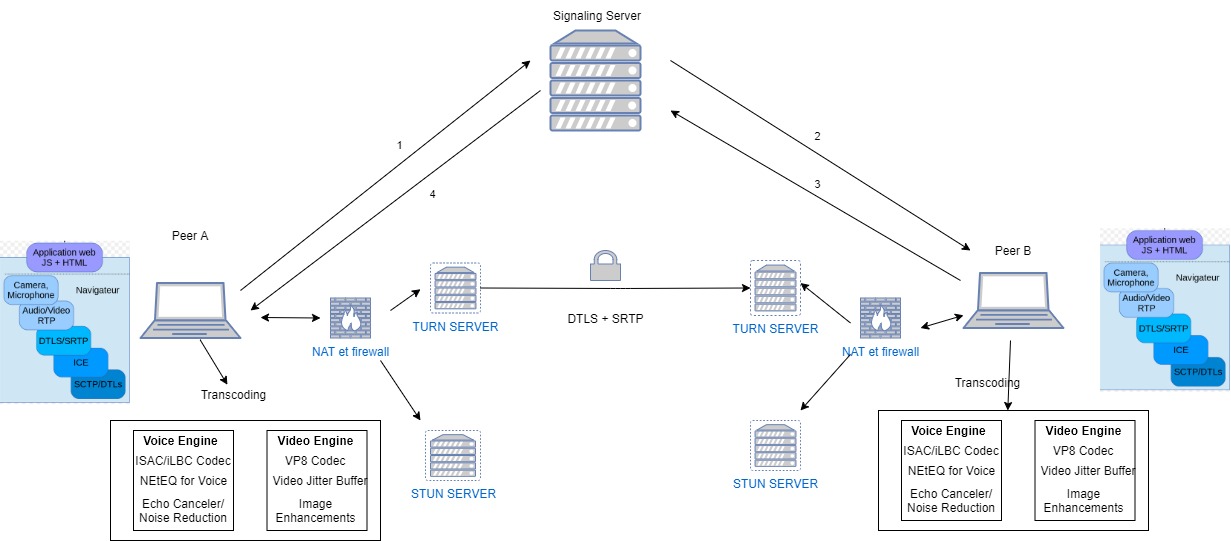 Signaling Server
1
2
3
4
Peer A
Peer B
Application web
JS + HTML
Camera,
Microphone
Navigateur
Audio/Video
RTP
DTLS/SRTP
ICE
SCTP/DTLs
Application web
JS + HTML
Camera,
Microphone
Navigateur
Audio/Video
RTP
DTLS/SRTP
ICE
SCTP/DTLs
TURN SERVER
DTLS + SRTP
TURN SERVER
NAT et firewall
NAT et firewall
Transcoding
Transcoding
Voice Engine
ISAC/iLBC Codec
NEtEQ for Voice
Echo Canceler/
Noise Reduction
Video Engine
VP8 Codec
Video Jitter Buffer
Image
Enhancements
STUN SERVER
STUN SERVER
Voice Engine
ISAC/iLBC Codec
NEtEQ for Voice
Echo Canceler/
Noise Reduction
Video Engine
VP8 Codec
Video Jitter Buffer
Image
Enhancements